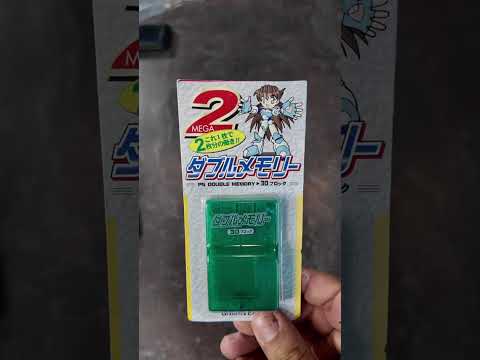 2
MEGA
これ1枚で
2枚分の働き!!
ダブルメモリー
PS DOUBLE MEMORY▶30ブロック
ダブルメモリー
30ブロック